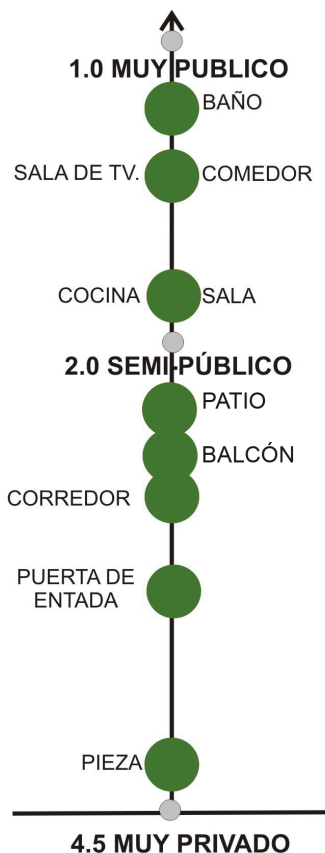 1.0 MUY PUBLICO
BAÑO
SALA DE TV.
COMEDOR
COCINA
SALA
2.0 SEMI-PÚBLICO
PATIO
BALCÓN
CORREDOR
PUERTA DE
ENTADA
PIEZA
4.5 MUY PRIVADO